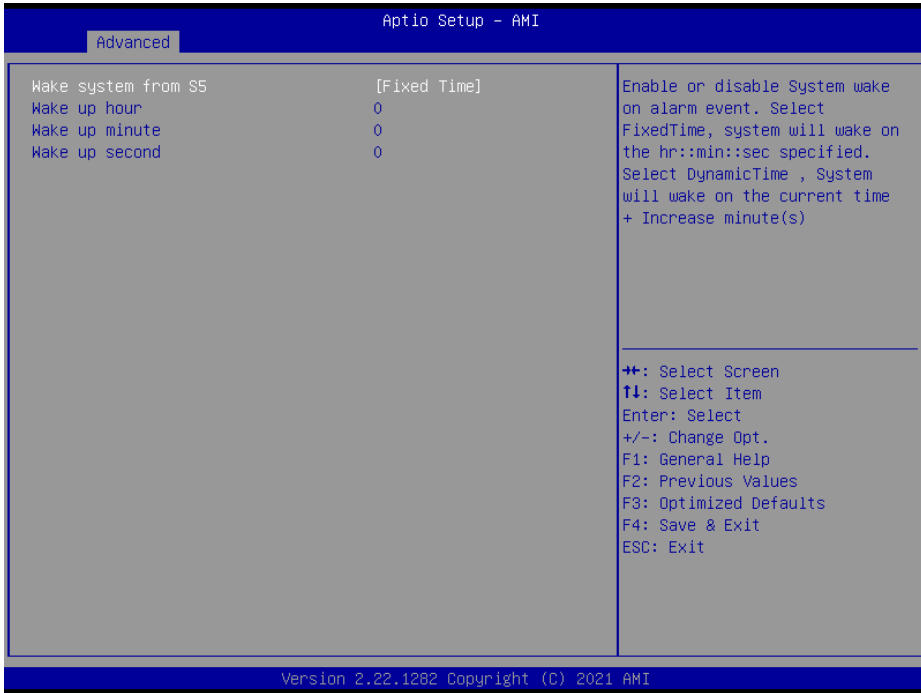 Aptio Setup - AMI
Advanced
Wake system from S5 [Fixed Time]
Wake up hour 0
Wake up minute 0
Wake up second 0
Enable or disable System wake
on alarm event. Select
FixedTime, system will wake on
the hr::min::sec specified.
Select DynamicTime , System
will wake on the current time
+ Increase minute(s)
→←: Select Screen
↑↓: Select Item
Enter: Select
+/-: Change Opt.
F1: General Help
F2: Previous Values
F3: Optimized Defaults
F4: Save & Exit
ESC: Exit
Version 2.22.1282 Copyright (C) 2021 AMI